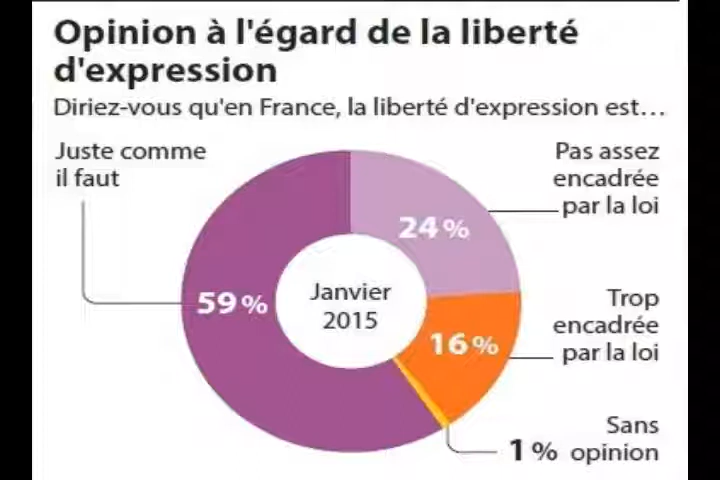 Opinion à l'égard de la liberté
d'expression
Diriez-vous qu'en France, la liberté d'expression est...
Juste comme
il faut
Pas assez
encadrée
par la loi
24 %
59 %
Janvier
2015
Trop
encadrée
par la loi
16 %
Sans
1 % opinion